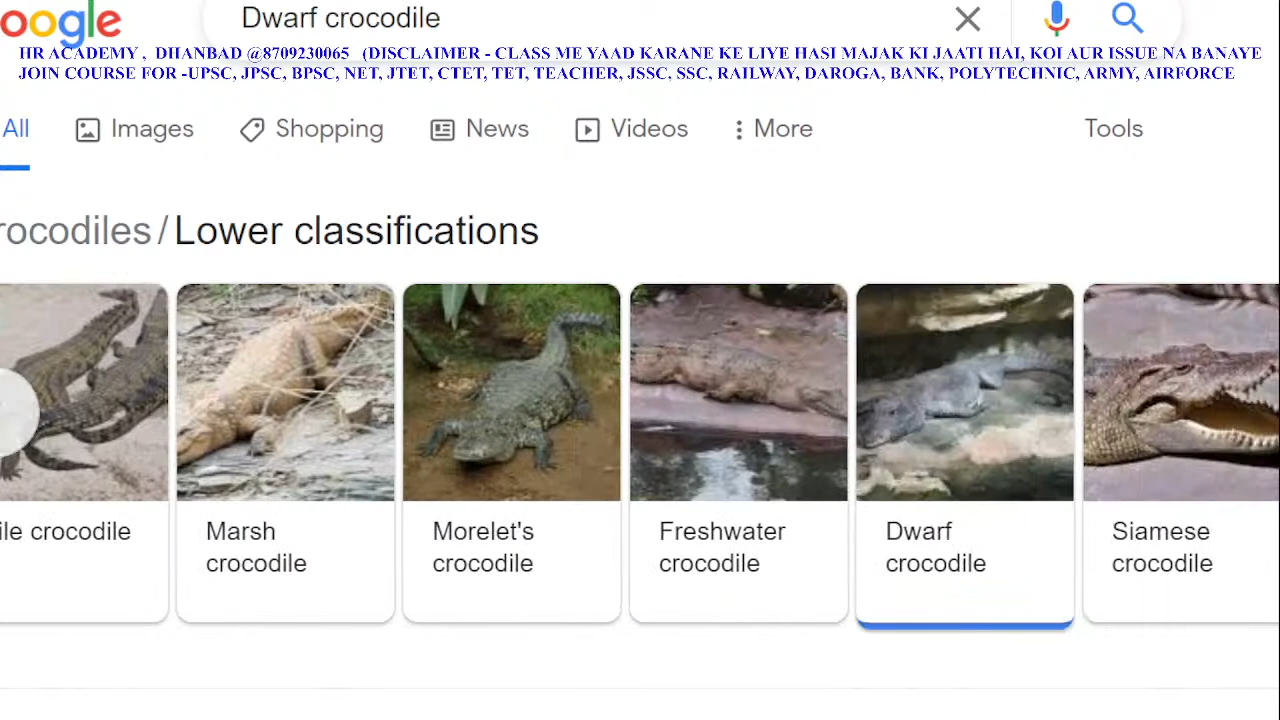 oogle
Dwarf crocodile
HR ACADEMY , DHANBAD @8709230065 (DISCLAIMER - CLASS ME YAAD KARANE KE LIYE HASI MAJAK KI JAATI HAI, KOI AUR ISSUE NA BANAYE
JOIN COURSE FOR -UPSC, JPSC, BPSC, NET, JTET, CTET, TET, TEACHER, JSSC, SSC, RAILWAY, DAROGA, BANK, POLYTECHNIC, ARMY, AIRFORCE
All Images Shopping News Videos More Tools
rocodiles / Lower classifications
ile crocodile
Marsh
crocodile
Morelet's
crocodile
Freshwater
crocodile
Dwarf
crocodile
Siamese
crocodile